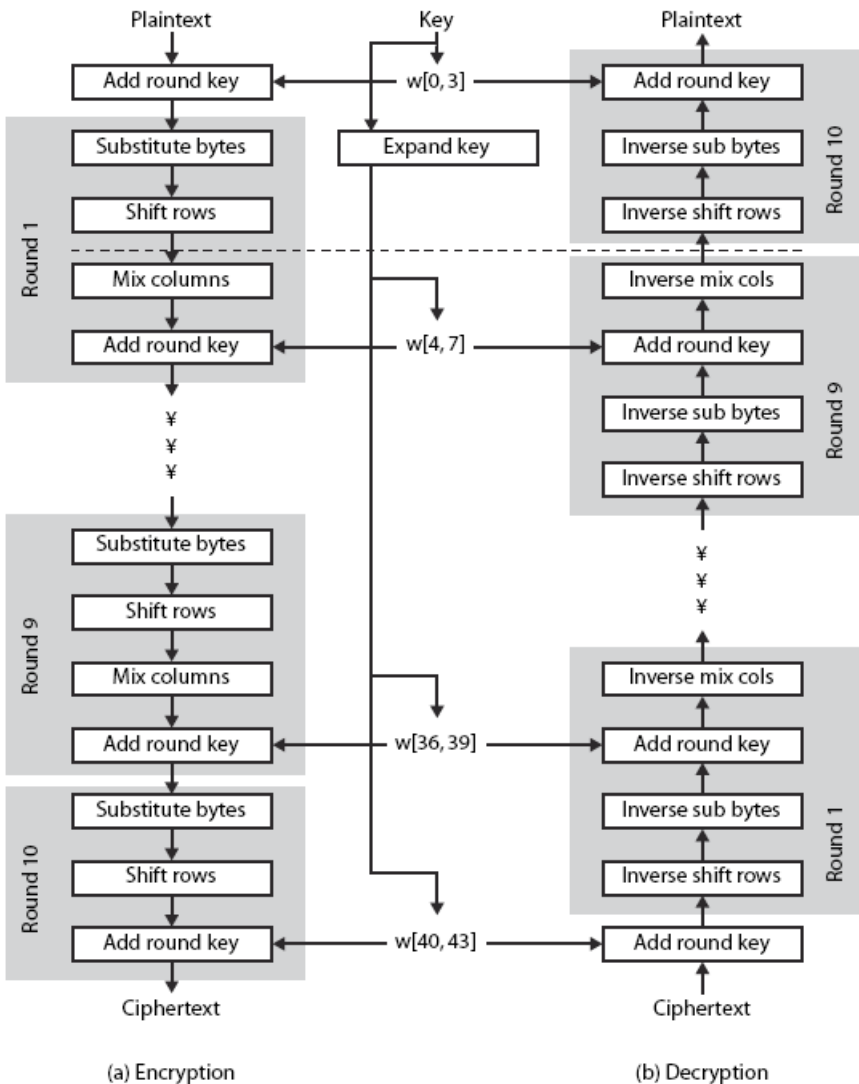 Plaintext
Key
Plaintext
Add round key
w[0, 3]
Add round key
Substitute bytes
Expand key
Inverse sub bytes
Round 10
Shift rows
Inverse shift rows
Round 1
Mix columns
Inverse mix cols
Add round key
w[4, 7]
Add round key
Round 9
¥
¥
¥
Inverse sub bytes
Inverse shift rows
Substitute bytes
¥
¥
¥
Shift rows
Round 9
Mix columns
Inverse mix cols
Add round key
w[36, 39]
Add round key
Substitute bytes
Inverse sub bytes
Round 1
Round 10
Shift rows
Inverse shift rows
Add round key
w[40, 43]
Add round key
Ciphertext
Ciphertext
(a) Encryption
(b) Decryption